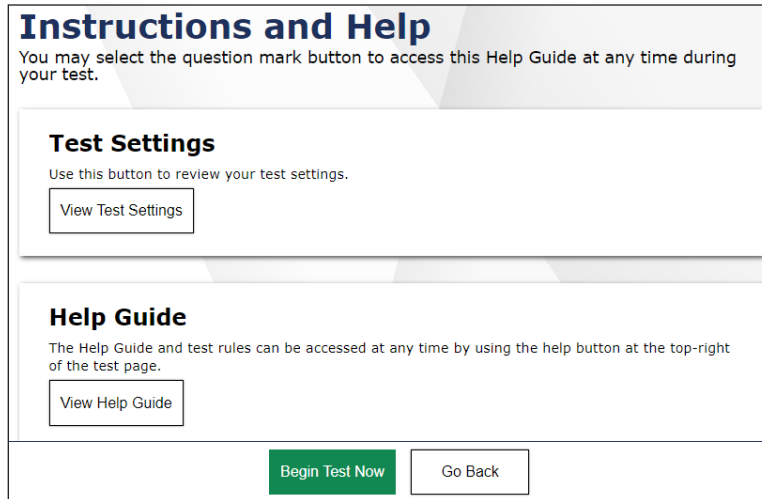 Instructions and Help
You may select the question mark button to access this Help Guide at any time during
your test.
Test Settings
Use this button to review your test settings.
View Test Settings
Help Guide
The Help Guide and test rules can be accessed at any time by using the help button at the top-right
of the test page.
View Help Guide
Begin Test Now
Go Back